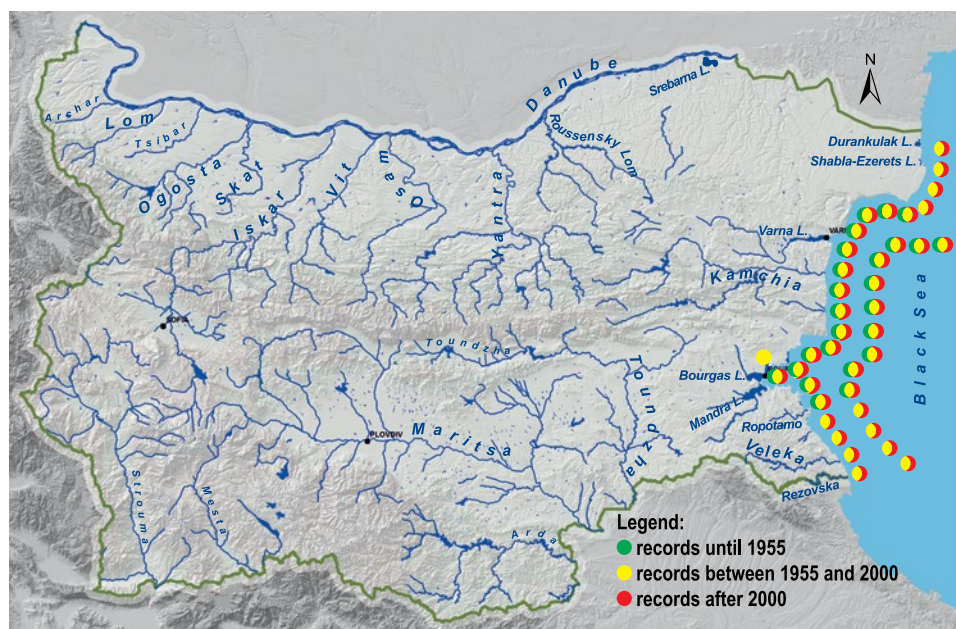 N
Danube
Srebarna L.
Archar
Lom
Tsibar
Roussensky Lom
Durankulak L.
Shabla-Ezerets L.
Ogosta
Skat
Iskar
Vit
Osam
Yantra
Varna L.
Kamchia
Black Sea
SOFIA
Toundzha
Toundzha
Bourgas L.
Mandra L.
Ropotamo
Veleka
Rezovska
PLOVDIV
Maritsa
Strouma
Mesta
Arda
Legend:
records until 1955
records between 1955 and 2000
records after 2000